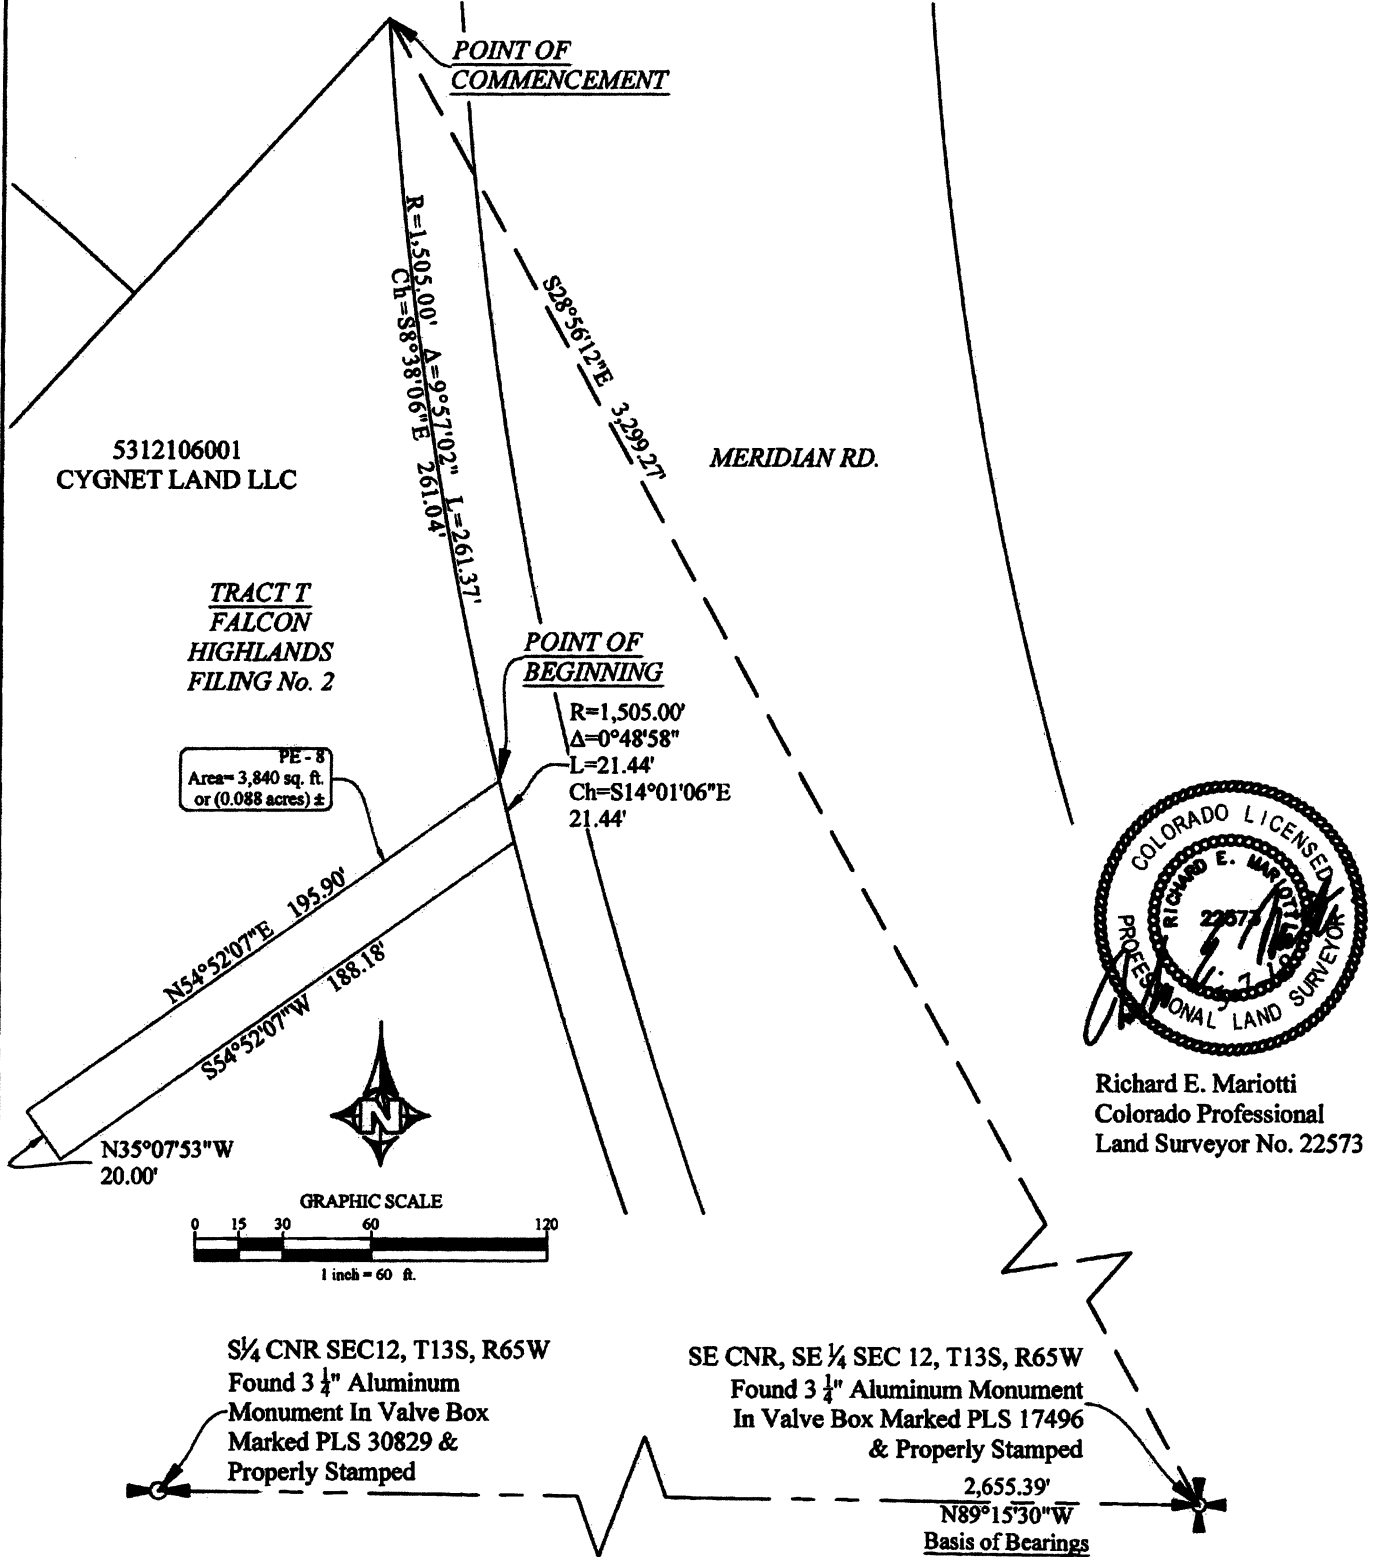 POINT OF
COMMENCEMENT
R=1,505.00' Δ=9°57'02" L=261.37'
Ch=S8°38'06"E 261.04'
S28°56'12"E 3,299.27'
MERIDIAN RD.
5312106001
CYGNET LAND LLC
TRACT T
FALCON
HIGHLANDS
FILING No. 2
POINT OF
BEGINNING
R=1,505.00'
Δ=0°48'58"
L=21.44'
Ch=S14°01'06"E
21.44'
PE - 8
Area= 3,840 sq. ft.
or (0.088 acres) ±
N54°52'07"E 195.90'
S54°52'07"W 188.18'
N35°07'53"W
20.00'
N
COLORADO LICENSED
PROFESSIONAL LAND SURVEYOR
RICHARD E. MARIOTTI
22573
Richard E. Mariotti
Colorado Professional
Land Surveyor No. 22573
GRAPHIC SCALE
0 15 30 60 120
1 inch = 60 ft.
S¼ CNR SEC12, T13S, R65W
Found 3 ¼" Aluminum
Monument In Valve Box
Marked PLS 30829 &
Properly Stamped
SE CNR, SE ¼ SEC 12, T13S, R65W
Found 3 ¼" Aluminum Monument
In Valve Box Marked PLS 17496
& Properly Stamped
2,655.39'
N89°15'30"W
Basis of Bearings